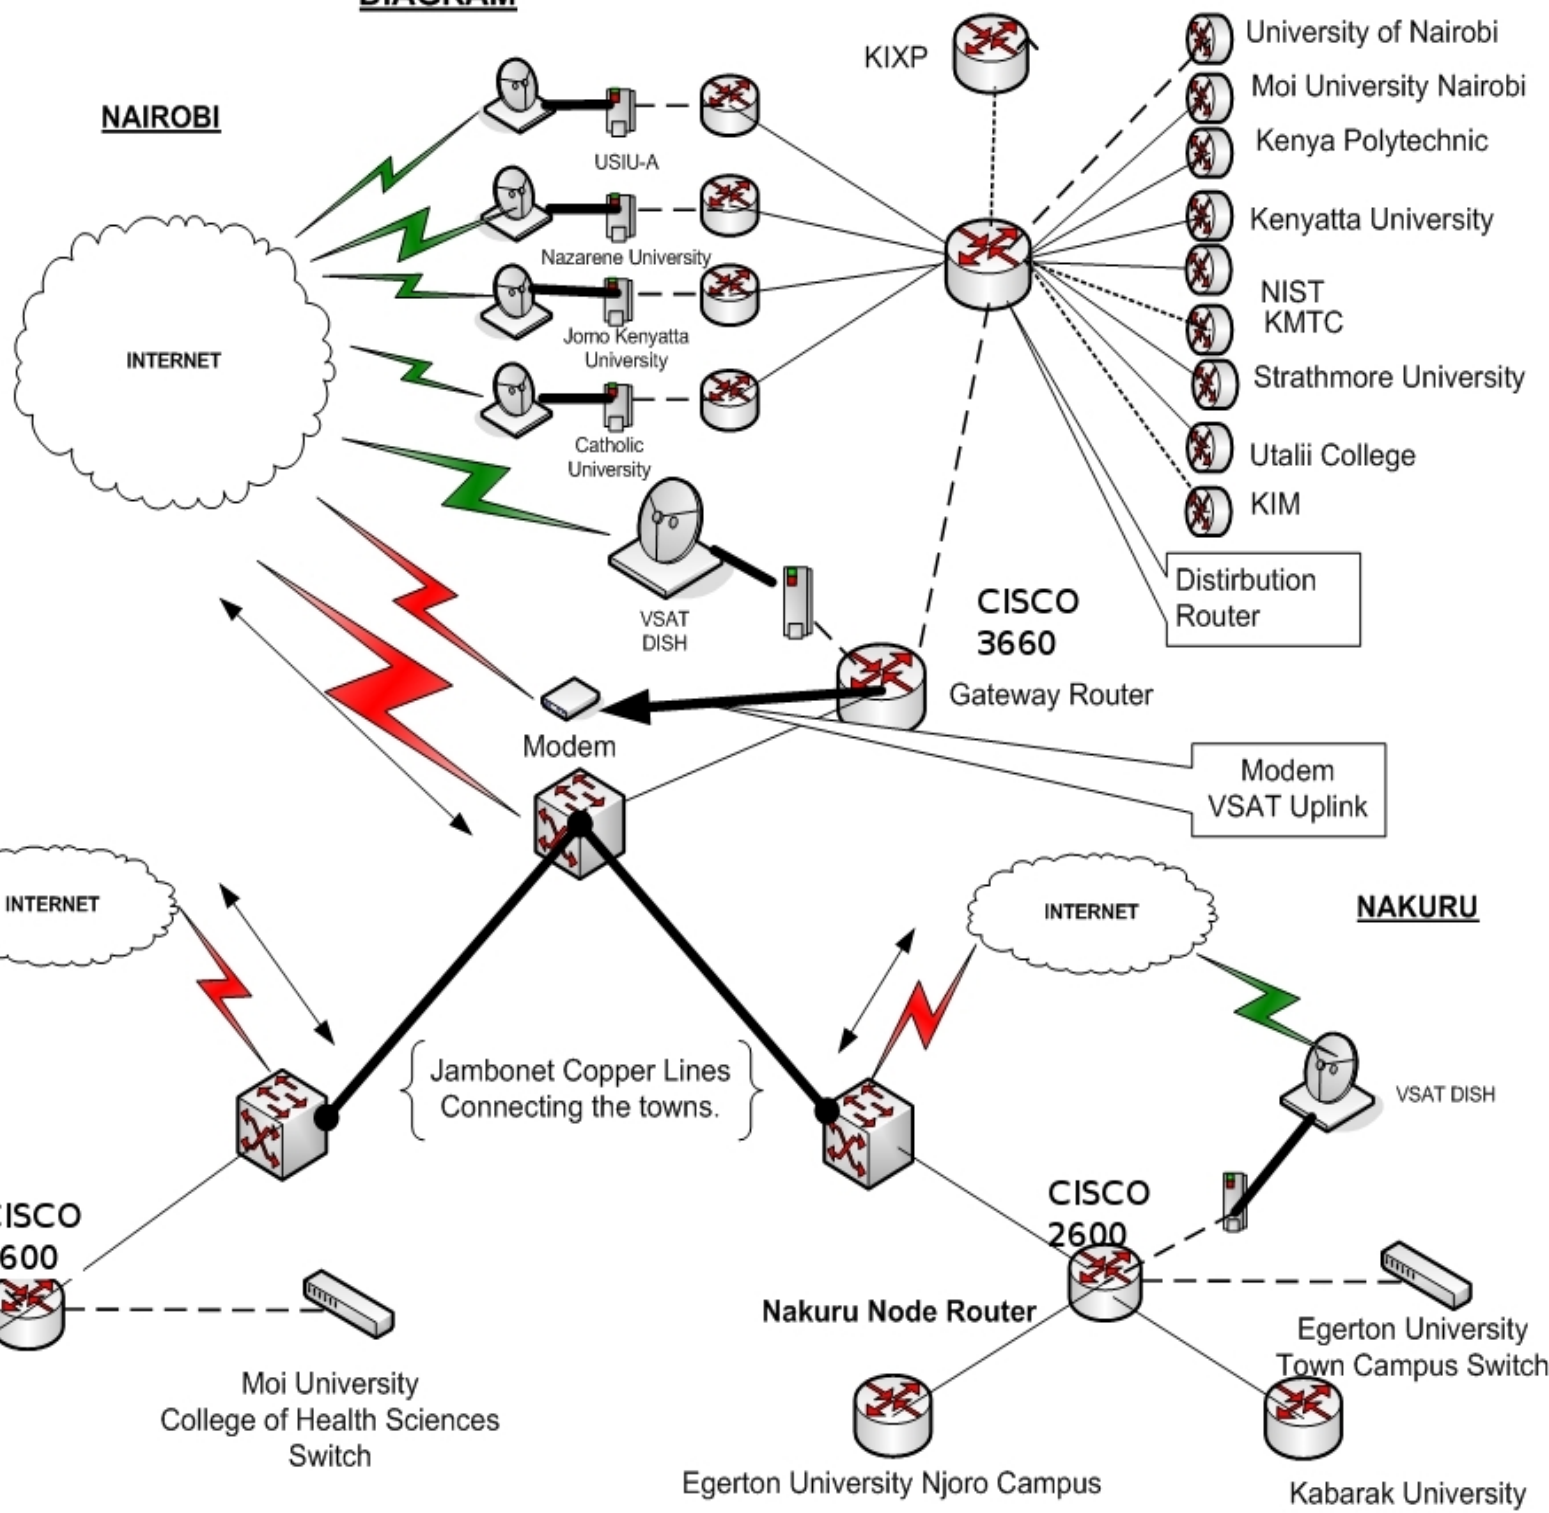 DIAGRAM
NAIROBI
KIXP
University of Nairobi
Moi University Nairobi
Kenya Polytechnic
Kenyatta University
NIST
KMTC
Strathmore University
Utalii College
KIM
USIU-A
Nazarene University
Jomo Kenyatta
University
Catholic
University
INTERNET
VSAT
DISH
CISCO
3660
Gateway Router
Distirbution
Router
Modem
Modem
VSAT Uplink
INTERNET
INTERNET
NAKURU
Jambonet Copper Lines
Connecting the towns.
VSAT DISH
CISCO
600
CISCO
2600
Nakuru Node Router
Moi University
College of Health Sciences
Switch
Egerton University
Town Campus Switch
Egerton University Njoro Campus
Kabarak University